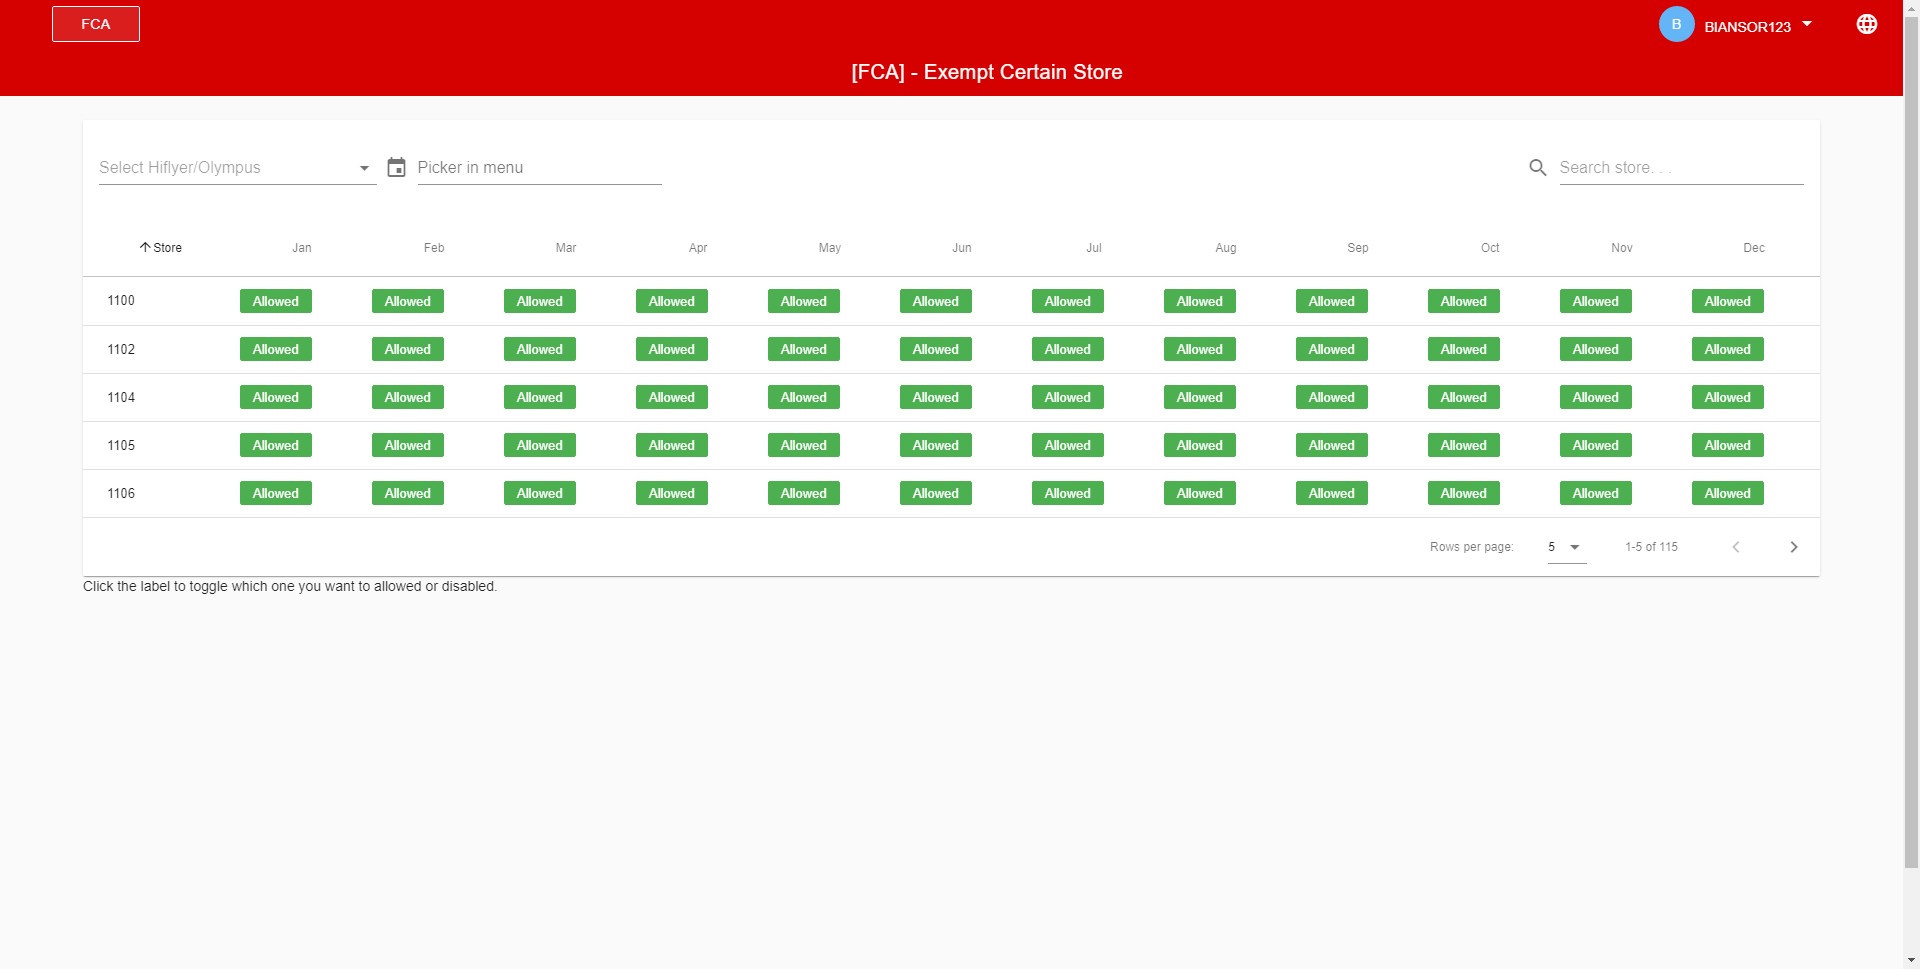 FCA
B BIANSOR123
[FCA] - Exempt Certain Store
Select Hiflyer/Olympus Picker in menu Search store. . .
Store Jan Feb Mar Apr May Jun Jul Aug Sep Oct Nov Dec
1100 Allowed Allowed Allowed Allowed Allowed Allowed Allowed Allowed Allowed Allowed Allowed Allowed
1102 Allowed Allowed Allowed Allowed Allowed Allowed Allowed Allowed Allowed Allowed Allowed Allowed
1104 Allowed Allowed Allowed Allowed Allowed Allowed Allowed Allowed Allowed Allowed Allowed Allowed
1105 Allowed Allowed Allowed Allowed Allowed Allowed Allowed Allowed Allowed Allowed Allowed Allowed
1106 Allowed Allowed Allowed Allowed Allowed Allowed Allowed Allowed Allowed Allowed Allowed Allowed
Rows per page: 5 1-5 of 115
Click the label to toggle which one you want to allowed or disabled.